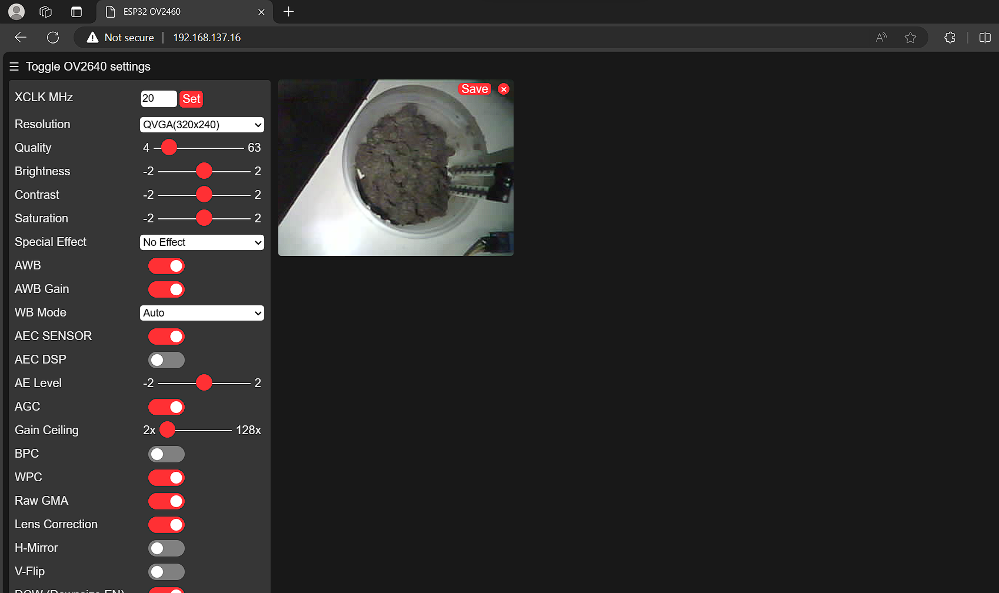 ESP32 OV2460
Not secure
192.168.137.16
Toggle OV2640 settings
XCLK MHz 20 Set
Resolution QVGA(320x240)
Quality 4 63
Brightness -2 2
Contrast -2 2
Saturation -2 2
Special Effect No Effect
AWB
AWB Gain
WB Mode Auto
AEC SENSOR
AEC DSP
AE Level -2 2
AGC
Gain Ceiling 2x 128x
BPC
WPC
Raw GMA
Lens Correction
H-Mirror
V-Flip
DCW (Downsize EN)
Save